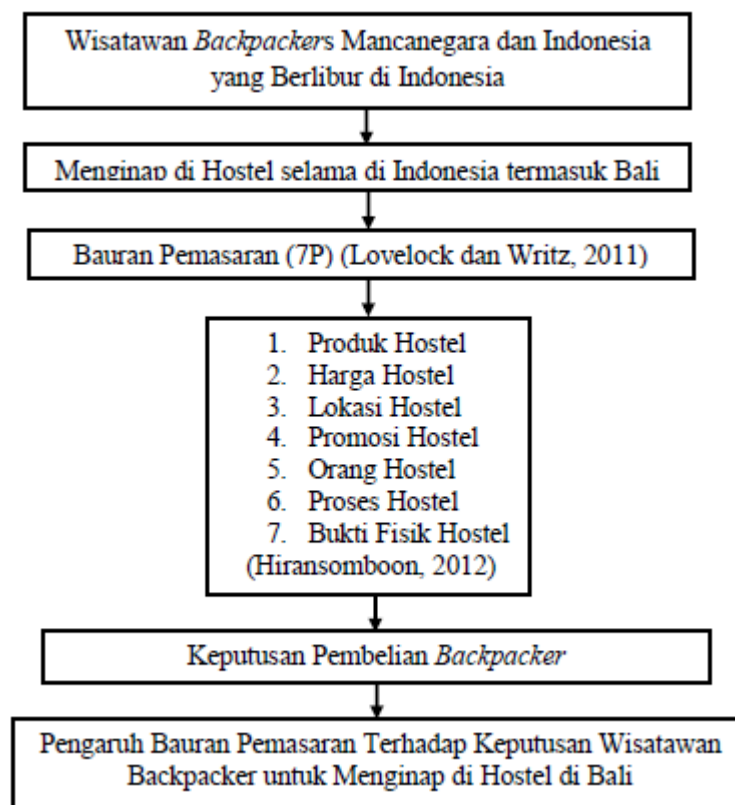 Wisatawan Backpackers Mancanegara dan Indonesia
yang Berlibur di Indonesia
Menginap di Hostel selama di Indonesia termasuk Bali
Bauran Pemasaran (7P) (Lovelock dan Writz, 2011)
1. Produk Hostel
2. Harga Hostel
3. Lokasi Hostel
4. Promosi Hostel
5. Orang Hostel
6. Proses Hostel
7. Bukti Fisik Hostel
(Hiransomboon, 2012)
Keputusan Pembelian Backpacker
Pengaruh Bauran Pemasaran Terhadap Keputusan Wisatawan
Backpacker untuk Menginap di Hostel di Bali